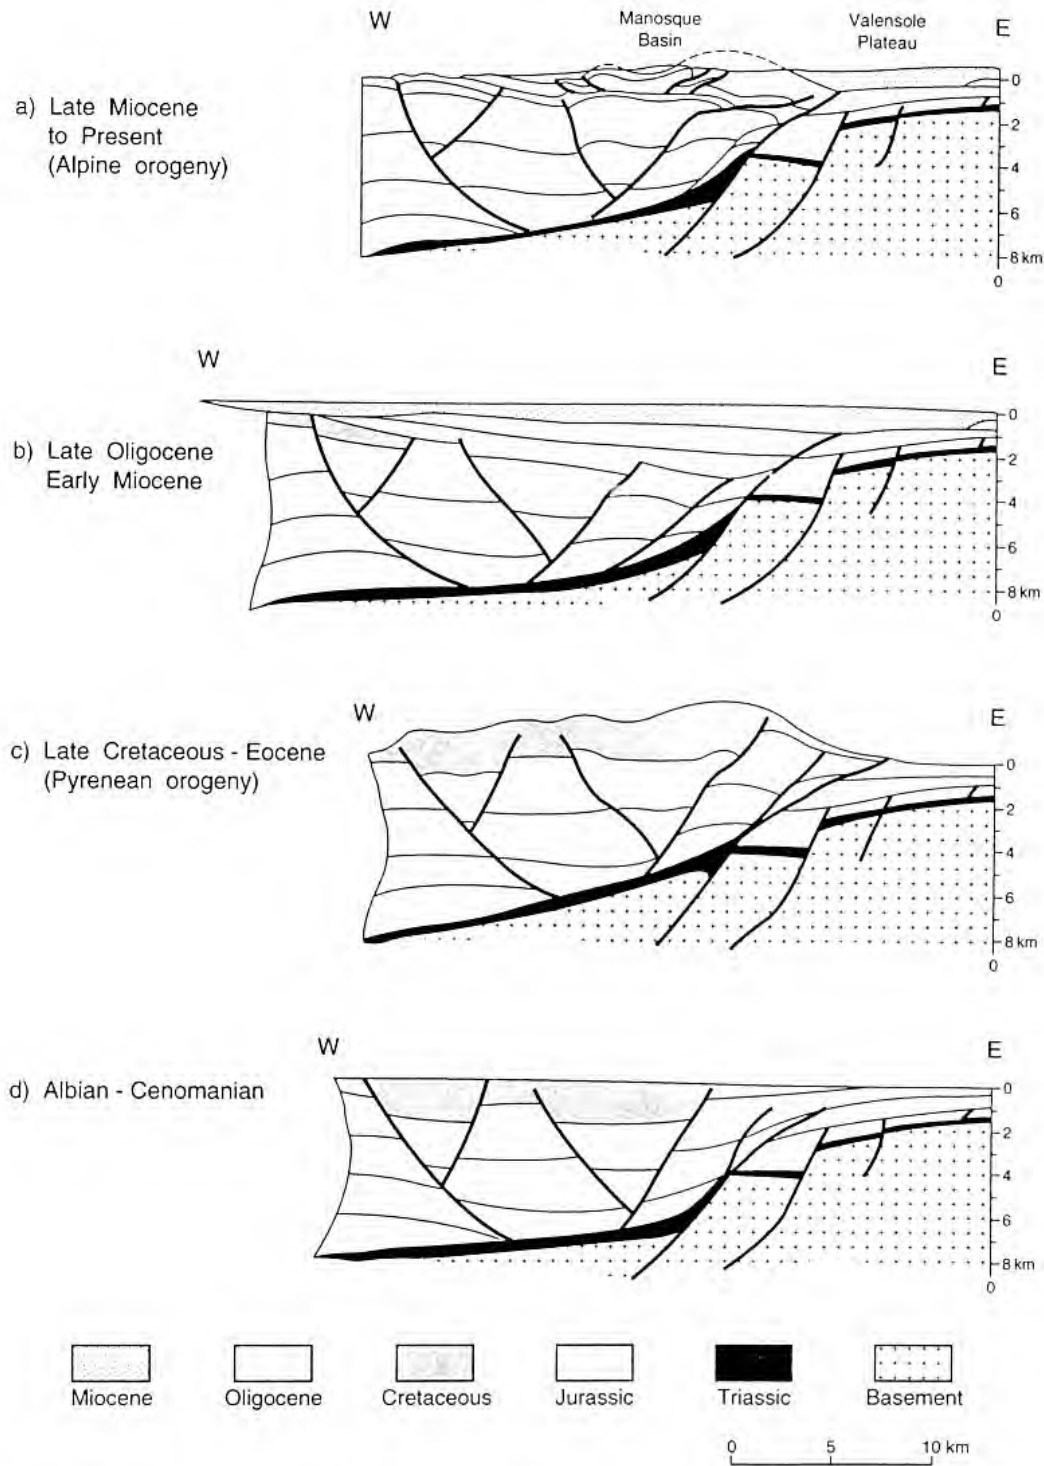 W
Manosque
Basin
Valensole
Plateau
E
a) Late Miocene
to Present
(Alpine orogeny)
0
2
4
6
8 km
0
W
E
b) Late Oligocene
Early Miocene
0
2
4
6
8 km
0
W
E
c) Late Cretaceous - Eocene
(Pyrenean orogeny)
0
2
4
6
8 km
0
W
E
d) Albian - Cenomanian
0
2
4
6
8 km
0
Miocene
Oligocene
Cretaceous
Jurassic
Triassic
Basement
0 5 10 km